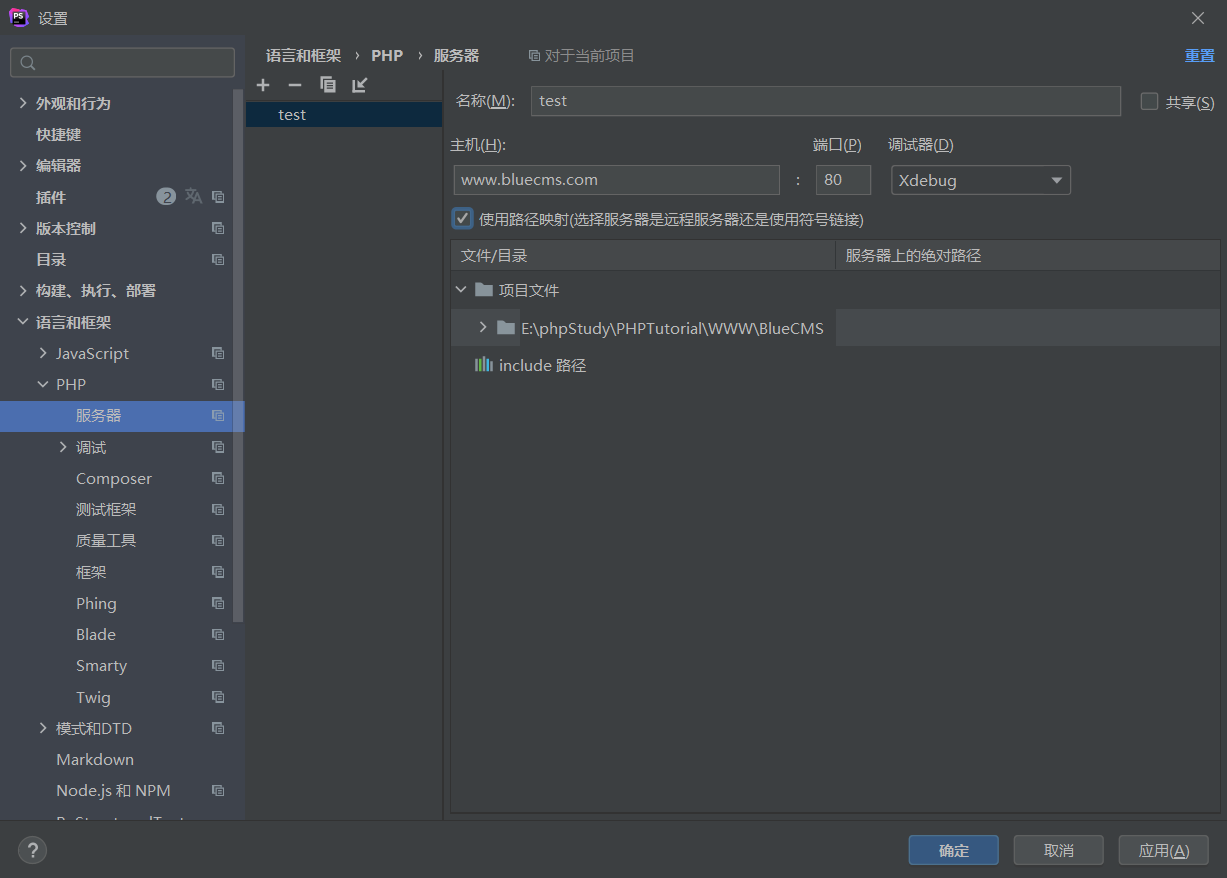 设置
语言和框架 › PHP › 服务器 对于当前项目 重置
外观和行为
快捷键
编辑器
插件 2
版本控制
目录
构建、执行、部署
语言和框架
JavaScript
PHP
服务器
调试
Composer
测试框架
质量工具
框架
Phing
Blade
Smarty
Twig
模式和DTD
Markdown
Node.js 和 NPM
test
名称(M): test 共享(S)
主机(H): 端口(P) 调试器(D)
www.bluecms.com : 80 Xdebug
使用路径映射(选择服务器是远程服务器还是使用符号链接)
文件/目录 服务器上的绝对路径
项目文件
E:\phpStudy\PHPTutorial\WWW\BlueCMS
include 路径
? 确定 取消 应用(A)